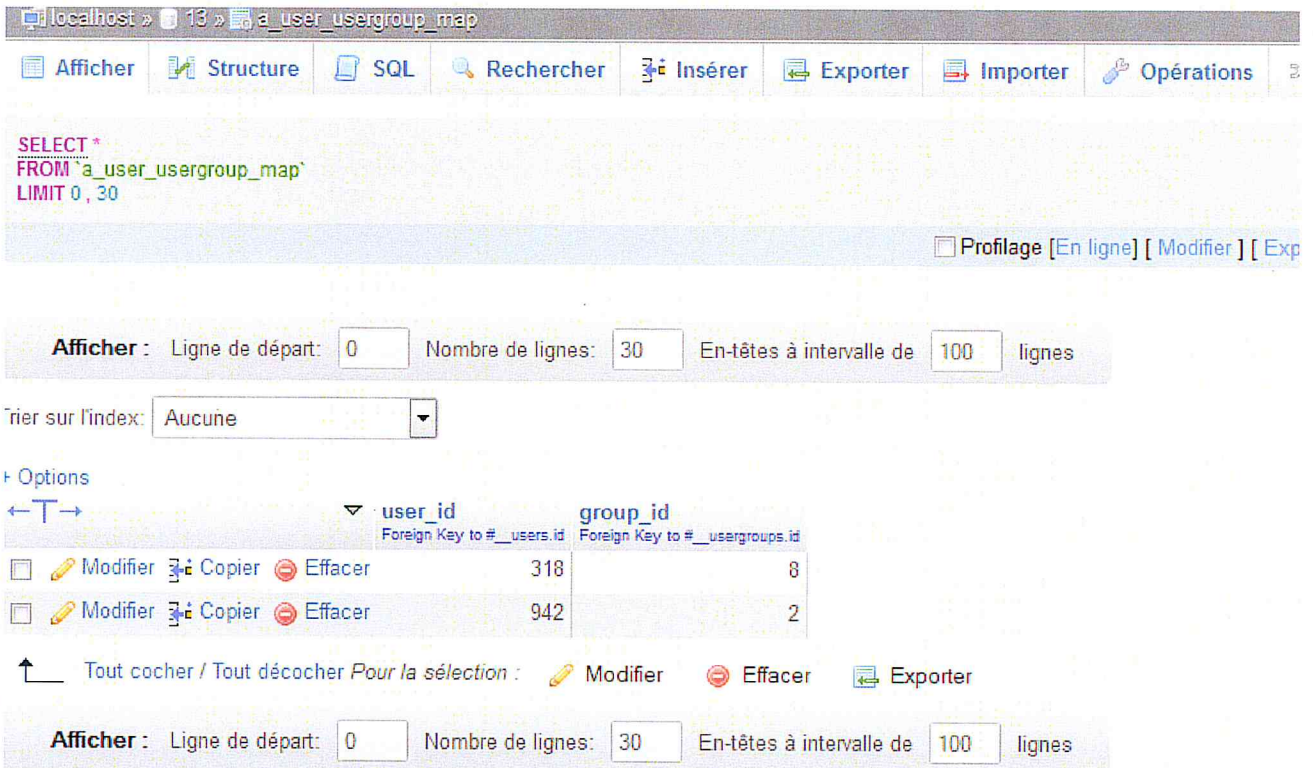 localhost » 13 » a_user_usergroup_map
Afficher Structure SQL Rechercher Insérer Exporter Importer Opérations
SELECT *
FROM `a_user_usergroup_map`
LIMIT 0 , 30
Profilage [En ligne] [ Modifier ] [ Exp
Afficher : Ligne de départ: 0 Nombre de lignes: 30 En-têtes à intervalle de 100 lignes
Trier sur l'index: Aucune
+ Options
←T→ user_id group_id
Foreign Key to #__users.id Foreign Key to #__usergroups.id
Modifier Copier Effacer 318 8
Modifier Copier Effacer 942 2
Tout cocher / Tout décocher Pour la sélection : Modifier Effacer Exporter
Afficher : Ligne de départ: 0 Nombre de lignes: 30 En-têtes à intervalle de 100 lignes